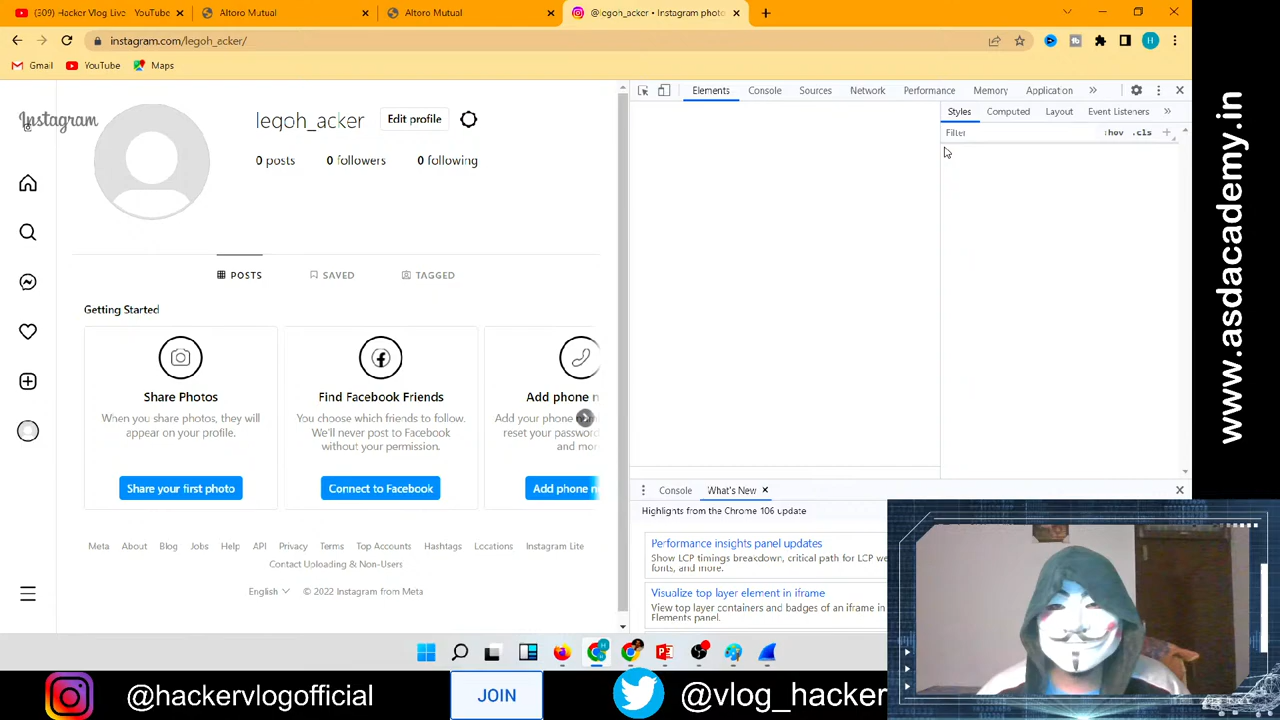 (309) Hacker Vlog Live - YouTube
Altoro Mutual
Altoro Mutual
@legoh_acker • Instagram photo
instagram.com/legoh_acker/
Gmail
YouTube
Maps
H
Instagram
legoh_acker
Edit profile
0 posts
0 followers
0 following
POSTS
SAVED
TAGGED
Getting Started
Share Photos
When you share photos, they will
appear on your profile.
Share your first photo
Find Facebook Friends
You choose which friends to follow.
We'll never post to Facebook
without your permission.
Connect to Facebook
Add phone n
Add your phone
reset your password
and mor
Add phone n
Meta About Blog Jobs Help API Privacy Terms Top Accounts Hashtags Locations Instagram Lite
Contact Uploading & Non-Users
English © 2022 Instagram from Meta
Elements Console Sources Network Performance Memory Application
Styles Computed Layout Event Listeners
Filter
:hov .cls
Console What's New
Highlights from the Chrome 106 update
Performance insights panel updates
Show LCP timings breakdown, critical path for LCP
fonts, and more.
Visualize top layer element in iframe
View top layer containers and badges of an iframe in
Elements panel.
www.asdacademy.in
@hackervlogofficial
JOIN
@vlog_hacker